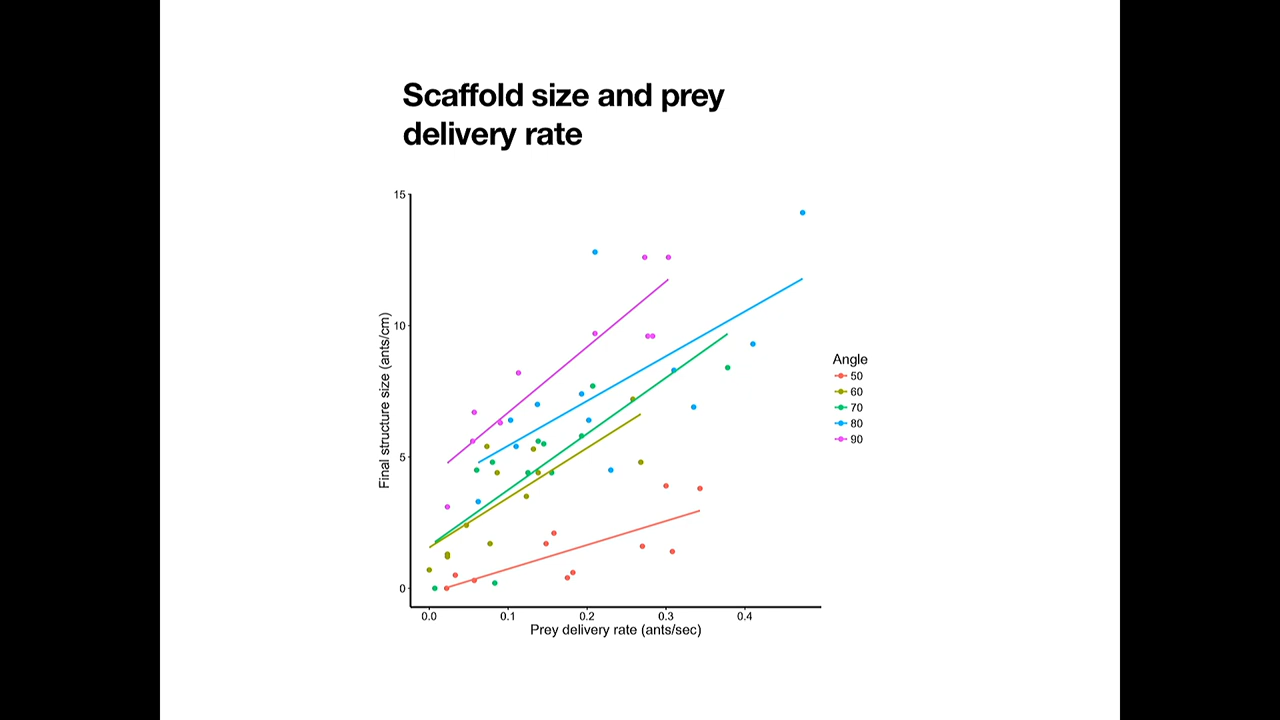 Scaffold size and prey
delivery rate
15
10
5
0
Final structure size (ants/cm)
0.0 0.1 0.2 0.3 0.4
Prey delivery rate (ants/sec)
Angle
50
60
70
80
90